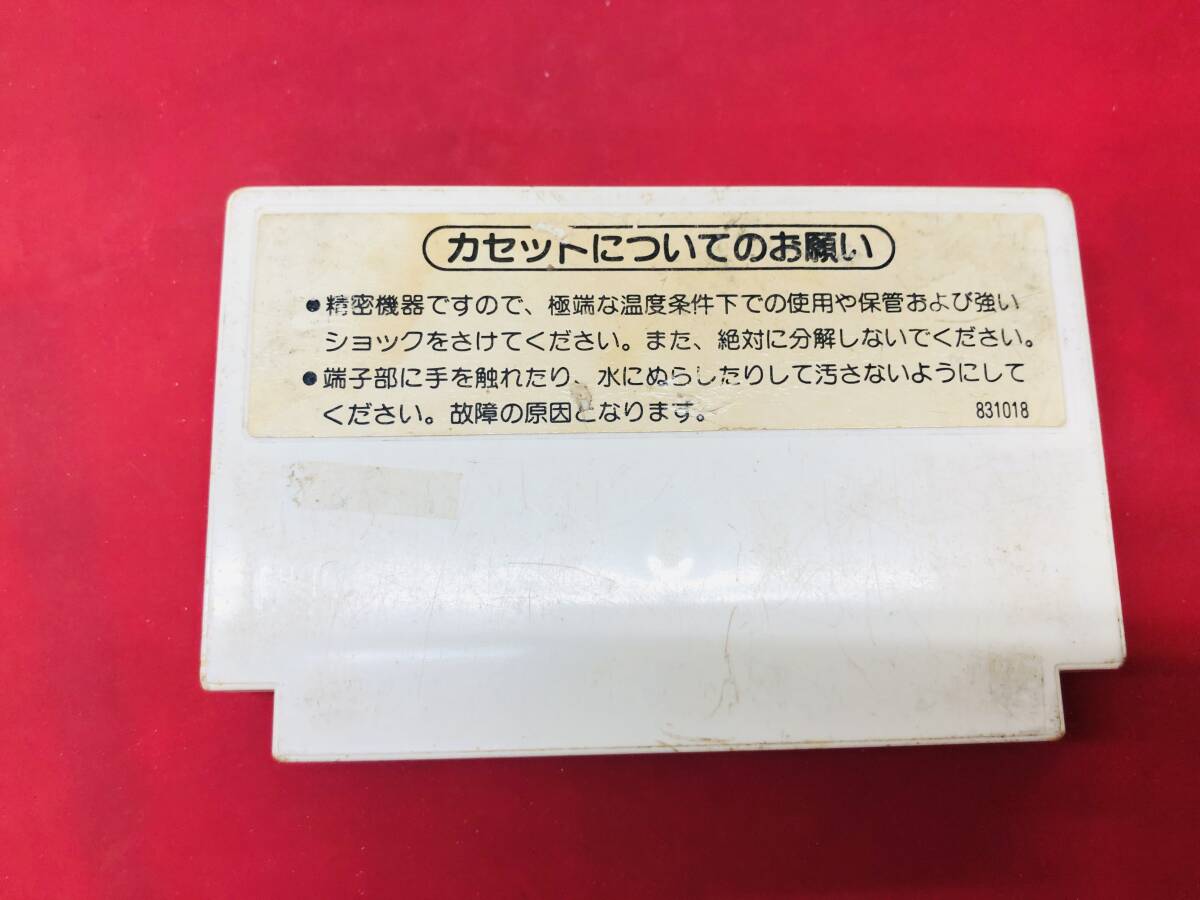 カセットについてのお願い
●精密機器ですので、極端な温度条件下での使用や保管および強い
ショックをさけてください。また、絶対に分解しないでください。
●端子部に手を触れたり、水にぬらしたりして汚さないようにして
ください。故障の原因となります。
831018